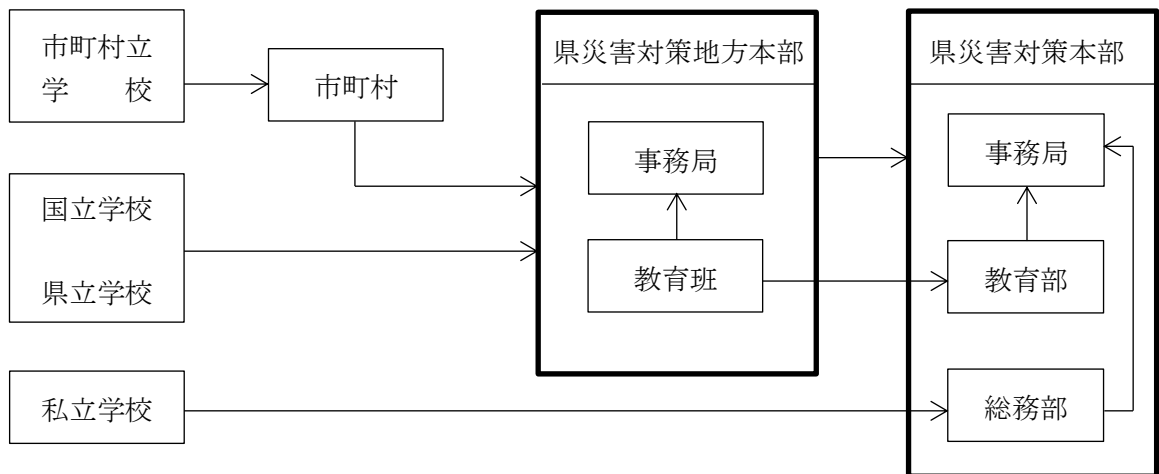 市町村立
学　　校
市町村
国立学校
県立学校
私立学校
県災害対策地方本部
事務局
教育班
県災害対策本部
事務局
教育部
総務部